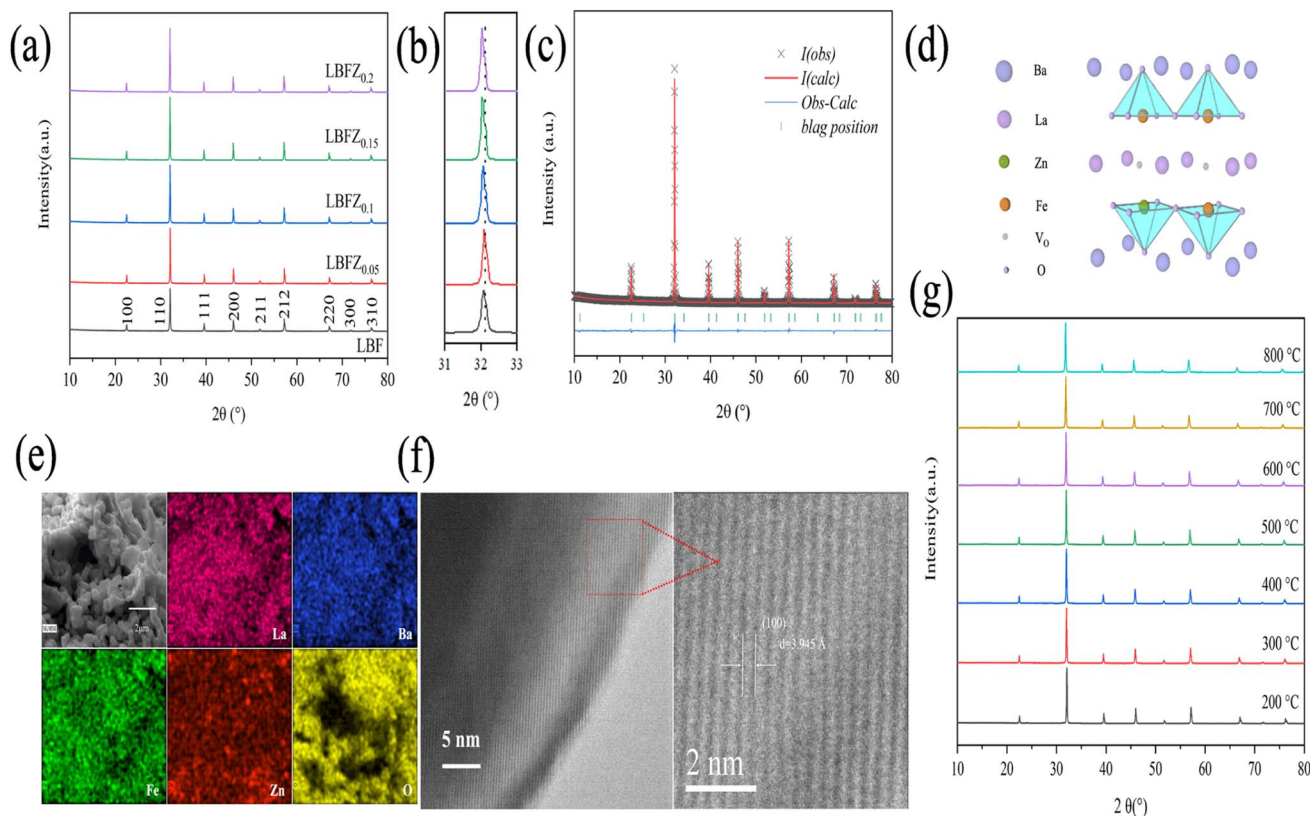 (a)
Intensity(a.u.)
LBFZ0.2
LBFZ0.15
LBFZ0.1
LBFZ0.05
100 110 111 200 211 212 220 300 310
LBF
10 20 30 40 50 60 70 80
2θ (°)
(b)
31 32 33
2θ (°)
(c)
Intensity (a.u.)
I(obs)
I(calc)
Obs-Calc
blag position
10 20 30 40 50 60 70 80
2θ (°)
(d)
Ba
La
Zn
Fe
VO
O
(e)
2μm
La
Ba
Fe
Zn
O
(f)
5 nm
(100)
d=3.945 Å
2 nm
(g)
Intensity(a.u.)
800 °C
700 °C
600 °C
500 °C
400 °C
300 °C
200 °C
10 20 30 40 50 60 70 80
2 θ(°)